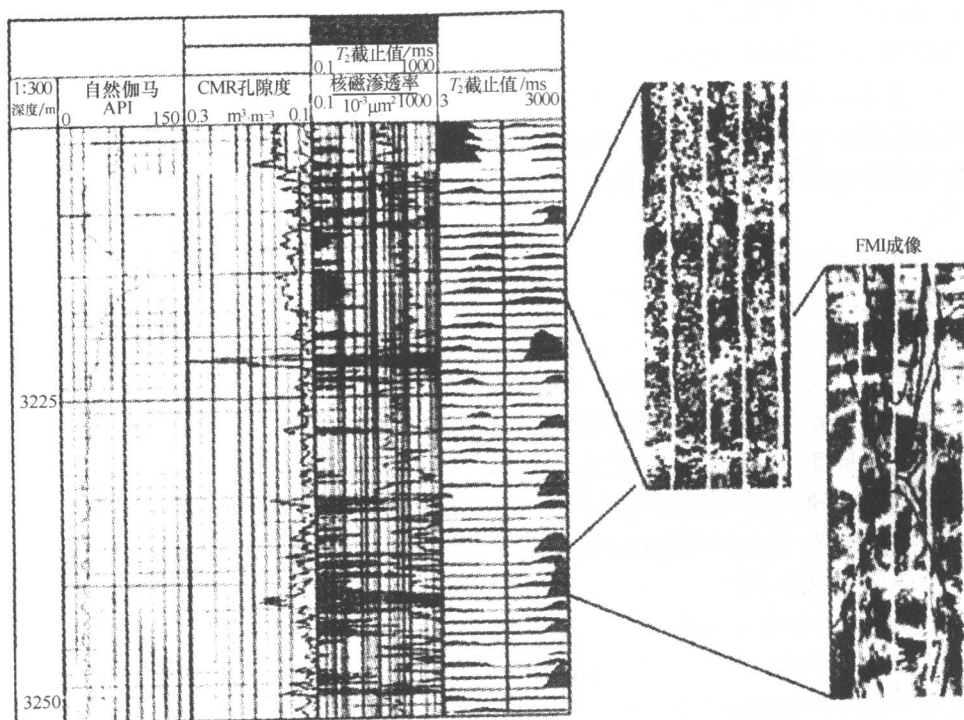 T₂截止值/ms
0.1 1000
1:300
深度/m
自然伽马
API
0 150
CMR孔隙度
0.3 m³·m⁻³ 0.1
核磁渗透率
0.1 10⁻³μm² 1000
T₂截止值/ms
3 3000
FMI成像
3225
3250